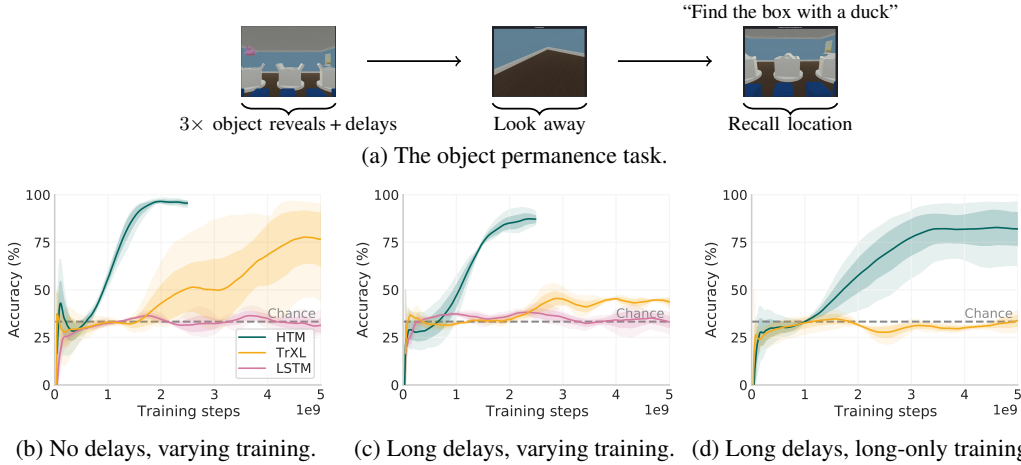 “Find the box with a duck”
3× object reveals + delays
Look away
Recall location
(a) The object permanence task.
100
75
50
25
0
Accuracy (%)
Chance
HTM
TrXL
LSTM
0 1 2 3 4 5
Training steps
1e9
100
75
50
25
0
Accuracy (%)
Chance
0 1 2 3 4 5
Training steps
1e9
100
75
50
25
0
Accuracy (%)
Chance
0 1 2 3 4 5
Training steps
1e9
(b) No delays, varying training.
(c) Long delays, varying training.
(d) Long delays, long-only training